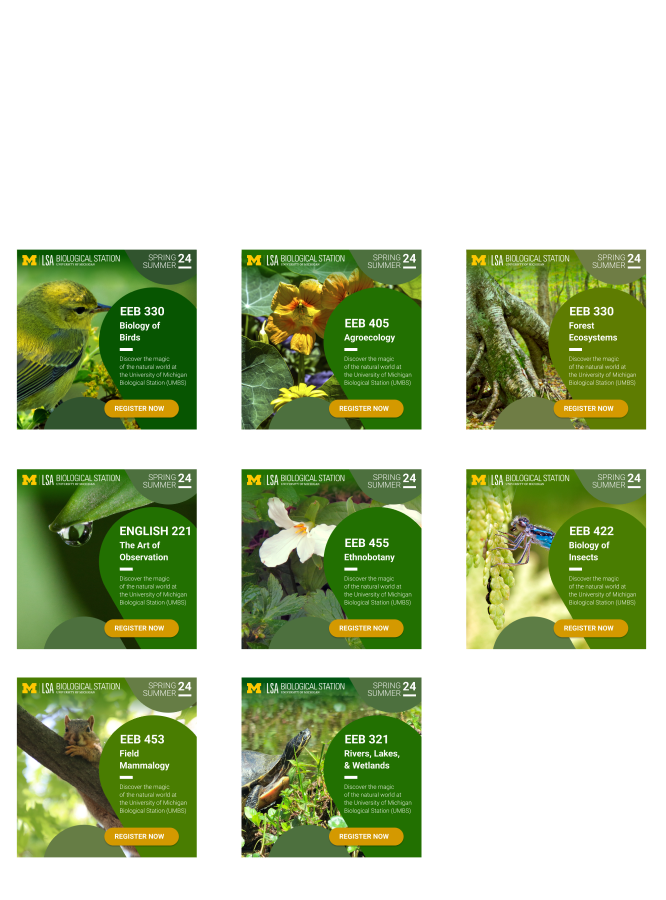 M LSA BIOLOGICAL STATION
UNIVERSITY OF MICHIGAN
SPRING
SUMMER 24
EEB 330
Biology of
Birds
Discover the magic
of the natural world at
the University of Michigan
Biological Station (UMBS)
REGISTER NOW
M LSA BIOLOGICAL STATION
UNIVERSITY OF MICHIGAN
SPRING
SUMMER 24
EEB 405
Agroecology
Discover the magic
of the natural world at
the University of Michigan
Biological Station (UMBS)
REGISTER NOW
M LSA BIOLOGICAL STATION
UNIVERSITY OF MICHIGAN
SPRING
SUMMER 24
EEB 330
Forest
Ecosystems
Discover the magic
of the natural world at
the University of Michigan
Biological Station (UMBS)
REGISTER NOW
M LSA BIOLOGICAL STATION
UNIVERSITY OF MICHIGAN
SPRING
SUMMER 24
ENGLISH 221
The Art of
Observation
Discover the magic
of the natural world at
the University of Michigan
Biological Station (UMBS)
REGISTER NOW
M LSA BIOLOGICAL STATION
UNIVERSITY OF MICHIGAN
SPRING
SUMMER 24
EEB 455
Ethnobotany
Discover the magic
of the natural world at
the University of Michigan
Biological Station (UMBS)
REGISTER NOW
M LSA BIOLOGICAL STATION
UNIVERSITY OF MICHIGAN
SPRING
SUMMER 24
EEB 422
Biology of
Insects
Discover the magic
of the natural world at
the University of Michigan
Biological Station (UMBS)
REGISTER NOW
M LSA BIOLOGICAL STATION
UNIVERSITY OF MICHIGAN
SPRING
SUMMER 24
EEB 453
Field
Mammalogy
Discover the magic
of the natural world at
the University of Michigan
Biological Station (UMBS)
REGISTER NOW
M LSA BIOLOGICAL STATION
UNIVERSITY OF MICHIGAN
SPRING
SUMMER 24
EEB 321
Rivers, Lakes,
& Wetlands
Discover the magic
of the natural world at
the University of Michigan
Biological Station (UMBS)
REGISTER NOW